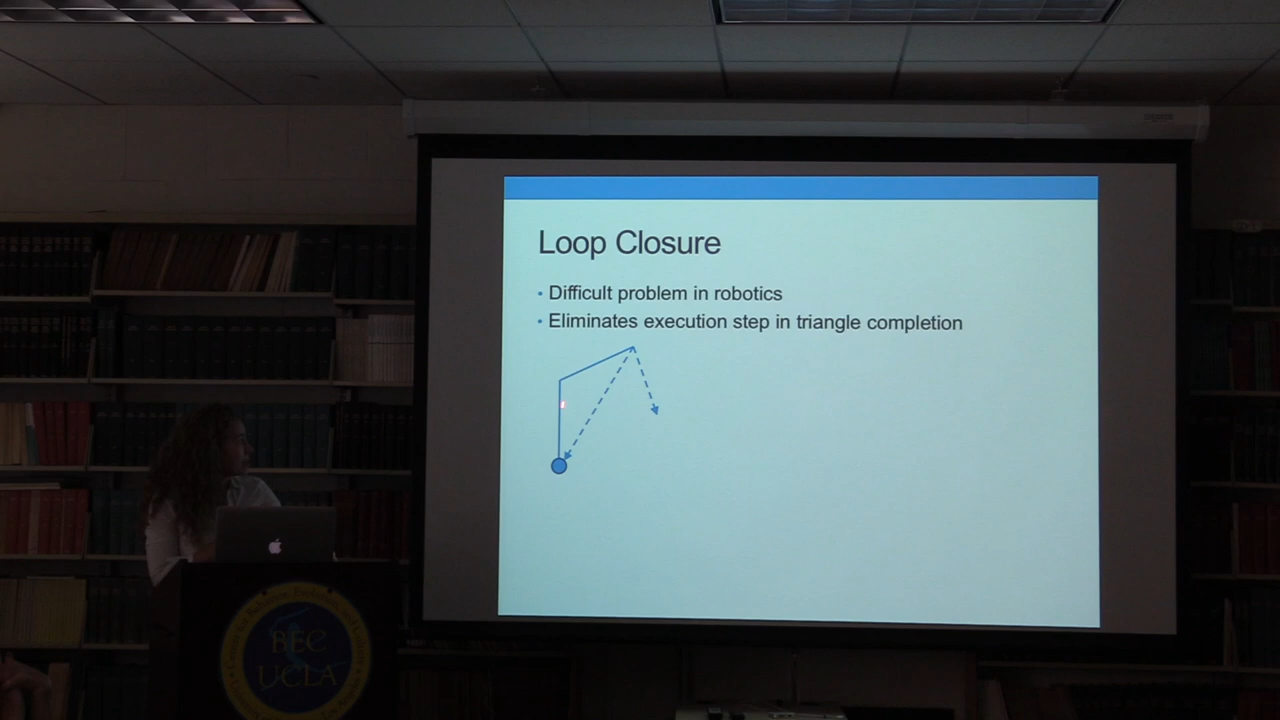 Loop Closure
• Difficult problem in robotics
• Eliminates execution step in triangle completion
BEC
UCLA